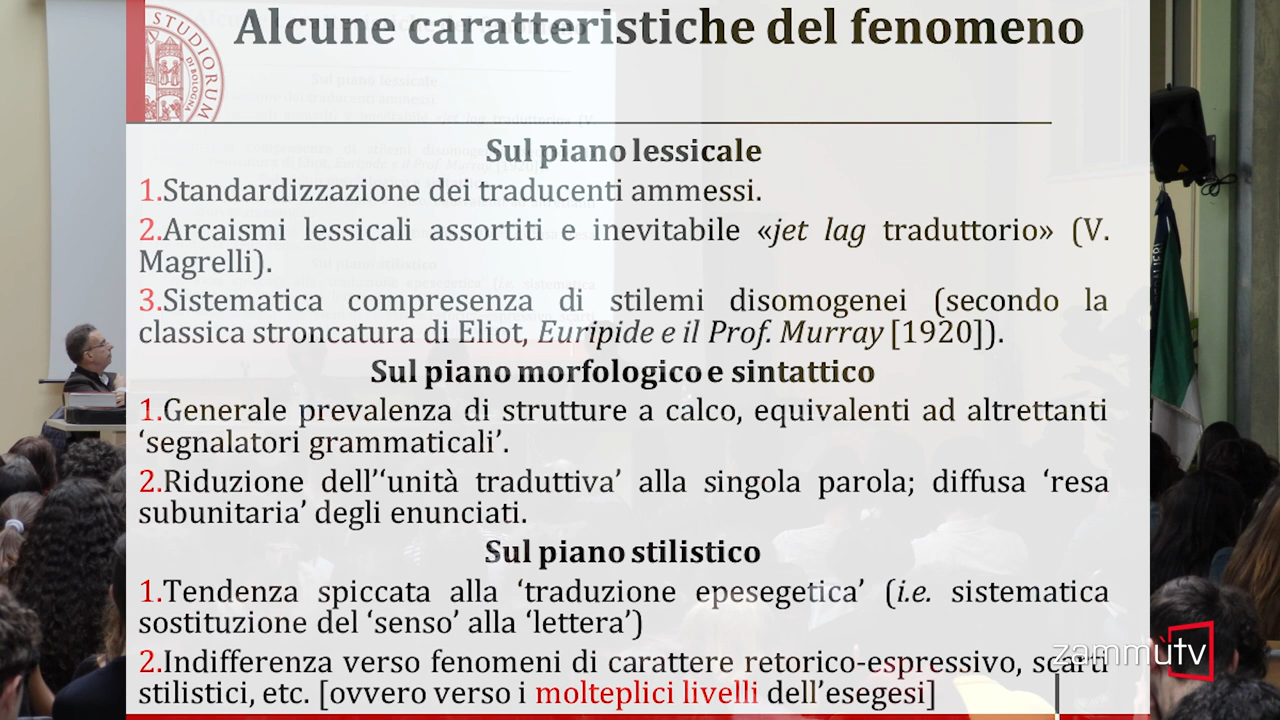 Alcune caratteristiche del fenomeno
STUDIORUM
DI BOLOGNA
Sul piano lessicale
1.Standardizzazione dei traducenti ammessi.
2.Arcaismi lessicali assortiti e inevitabile «jet lag traduttorio» (V.
Magrelli).
3.Sistematica compresenza di stilemi disomogenei (secondo la
classica stroncatura di Eliot, Euripide e il Prof. Murray [1920]).
Sul piano morfologico e sintattico
1.Generale prevalenza di strutture a calco, equivalenti ad altrettanti
‘segnalatori grammaticali’.
2.Riduzione dell’‘unità traduttiva’ alla singola parola; diffusa ‘resa
subunitaria’ degli enunciati.
Sul piano stilistico
1.Tendenza spiccata alla ‘traduzione epesegetica’ (i.e. sistematica
sostituzione del ‘senso’ alla ‘lettera’)
2.Indifferenza verso fenomeni di carattere retorico-espressivo, scarti
stilistici, etc. [ovvero verso i molteplici livelli dell’esegesi]
zammùtv